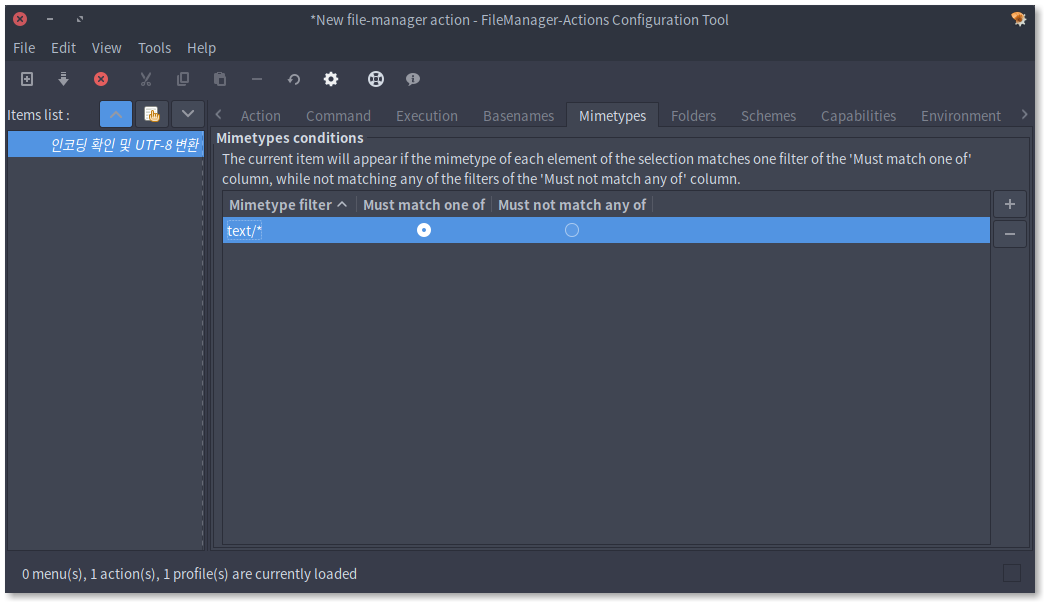 *New file-manager action - FileManager-Actions Configuration Tool
File Edit View Tools Help
Items list :
Action Command Execution Basenames Mimetypes Folders Schemes Capabilities Environment
인코딩 확인 및 UTF-8 변환
Mimetypes conditions
The current item will appear if the mimetype of each element of the selection matches one filter of the 'Must match one of'
column, while not matching any of the filters of the 'Must not match any of' column.
Mimetype filter Must match one of Must not match any of
text/*
0 menu(s), 1 action(s), 1 profile(s) are currently loaded